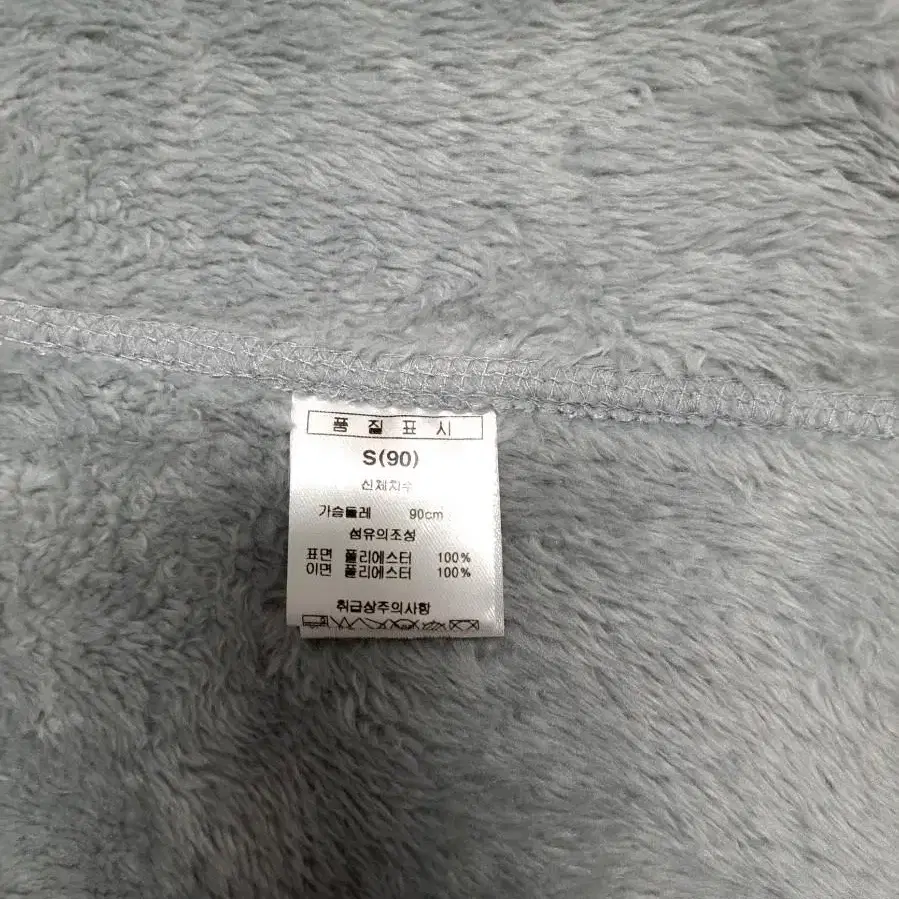 품질표시
S(90)
신체치수
가슴둘레 90cm
섬유의조성
표면 폴리에스터 100%
이면 폴리에스터 100%
취급상주의사항